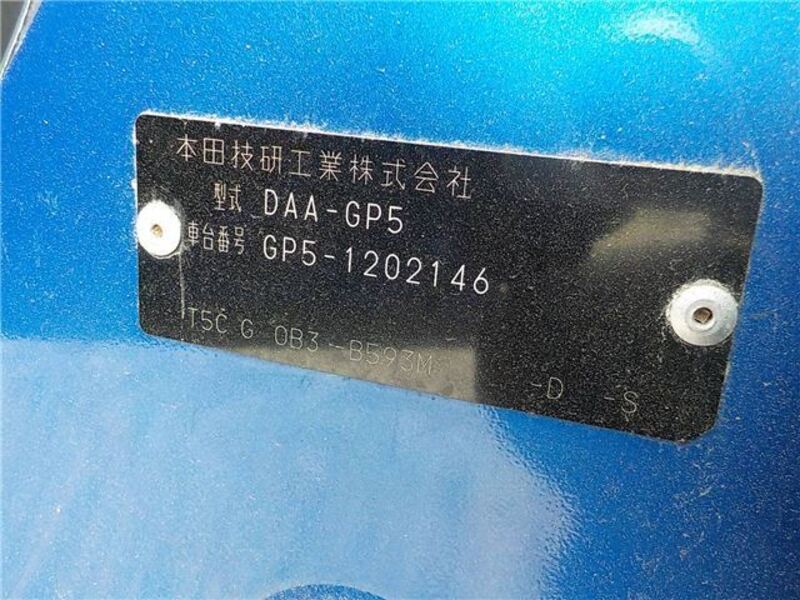 本田技研工業株式会社
型式 DAA-GP5
車台番号 GP5-1202146
T5C G 0B3 -B593M -D -S